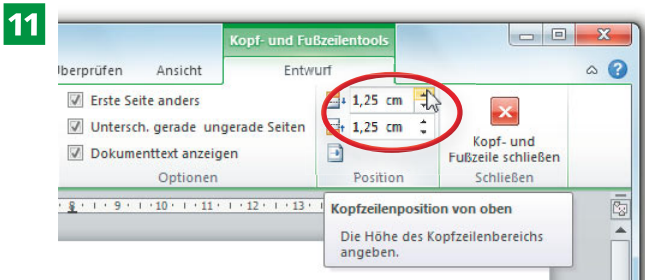 11
Kopf- und Fußzeilentools
Überprüfen Ansicht Entwurf
Erste Seite anders
Untersch. gerade ungerade Seiten
Dokumenttext anzeigen
Optionen
1,25 cm
1,25 cm
Position
Kopf- und
Fußzeile schließen
Schließen
8 9 10 11 12 13
Kopfzeilenposition von oben
Die Höhe des Kopfzeilenbereichs
angeben.